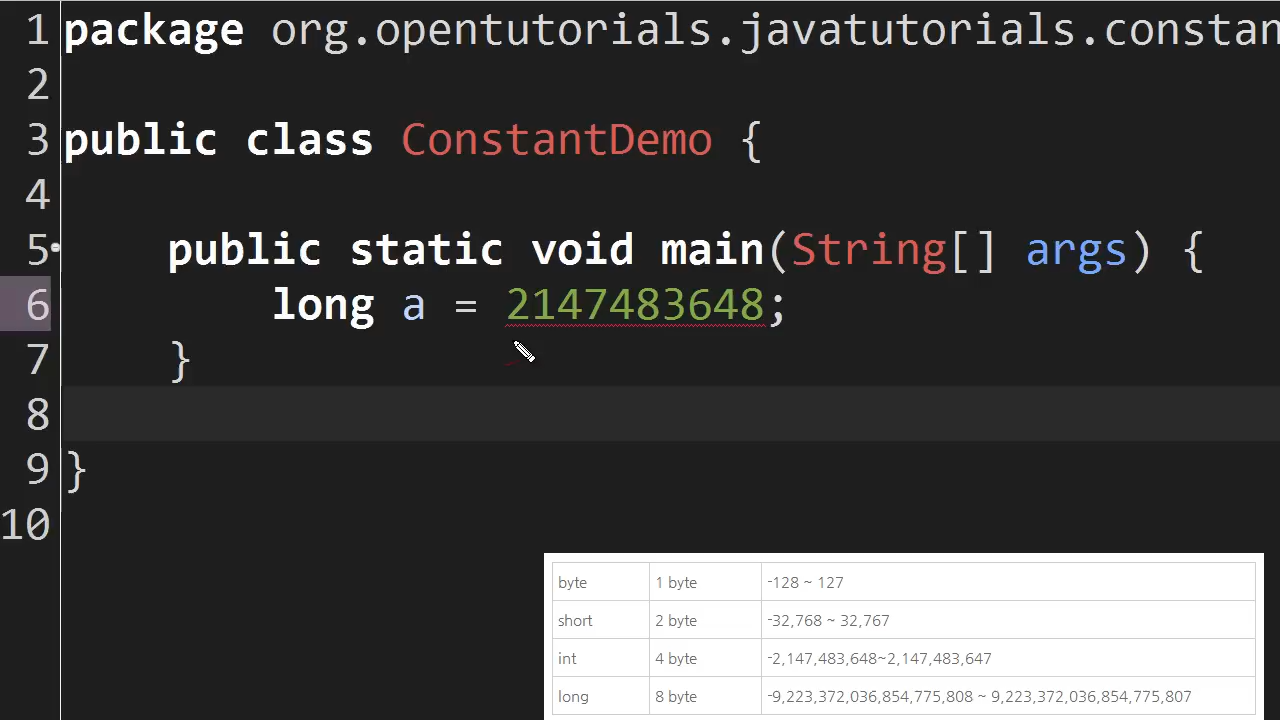 1 package org.opentutorials.javatutorials.constan
2
3 public class ConstantDemo {
4
5 public static void main(String[] args) {
6 long a = 2147483648;
7 }
8
9 }
10
byte 1 byte -128 ~ 127
short 2 byte -32,768 ~ 32,767
int 4 byte -2,147,483,648~2,147,483,647
long 8 byte -9,223,372,036,854,775,808 ~ 9,223,372,036,854,775,807